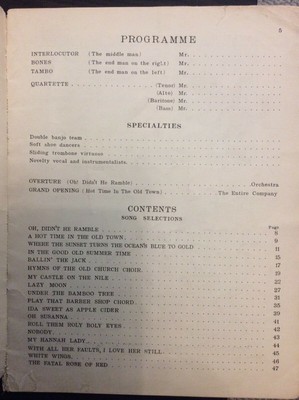 5
PROGRAMME
INTERLOCUTOR (The middle man) Mr.
BONES (The end man on the right) Mr.
TAMBO (The end man on the left) Mr.
QUARTETTE (Tenor) Mr.
(Alto) Mr.
(Baritone) Mr.
(Bass) Mr.
SPECIALTIES
Double banjo team
Soft shoe dancers
Sliding trombone virtuoso
Novelty vocal and instrumentalists
OVERTURE (Oh! Didn't He Ramble) Orchestra
GRAND OPENING (Hot Time In The Old Town) The Entire Company
CONTENTS
SONG SELECTIONS
Page
OH, DIDN'T HE RAMBLE 6
A HOT TIME IN THE OLD TOWN 9
WHERE THE SUNSET TURNS THE OCEAN'S BLUE TO GOLD 11
IN THE GOOD OLD SUMMER TIME 15
BALLIN' THE JACK 17
HYMNS OF THE OLD CHURCH CHOIR 19
MY CASTLE ON THE NILE 22
LAZY MOON 27
UNDER THE BAMBOO TREE 31
PLAY THAT BARBER SHOP CHORD 35
IDA SWEET AS APPLE CIDER 39
OH SUSANNA 39
ROLL THEM ROLY BOLY EYES 41
NOBODY 42
MY HANNAH LADY 43
WITH ALL HER FAULTS, I LOVE HER STILL 44
WHITE WINGS 45
THE FATAL ROSE OF RED 46
47